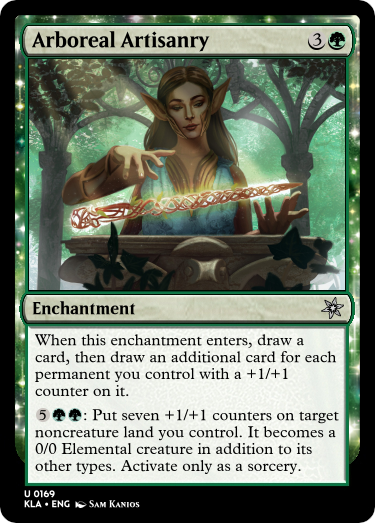 Arboreal Artisanry 3
Enchantment
When this enchantment enters, draw a
card, then draw an additional card for each
permanent you control with a +1/+1
counter on it.
5: Put seven +1/+1 counters on target
noncreature land you control. It becomes a
0/0 Elemental creature in addition to its
other types. Activate only as a sorcery.
U 0169
KLA • ENG Sam Kanios